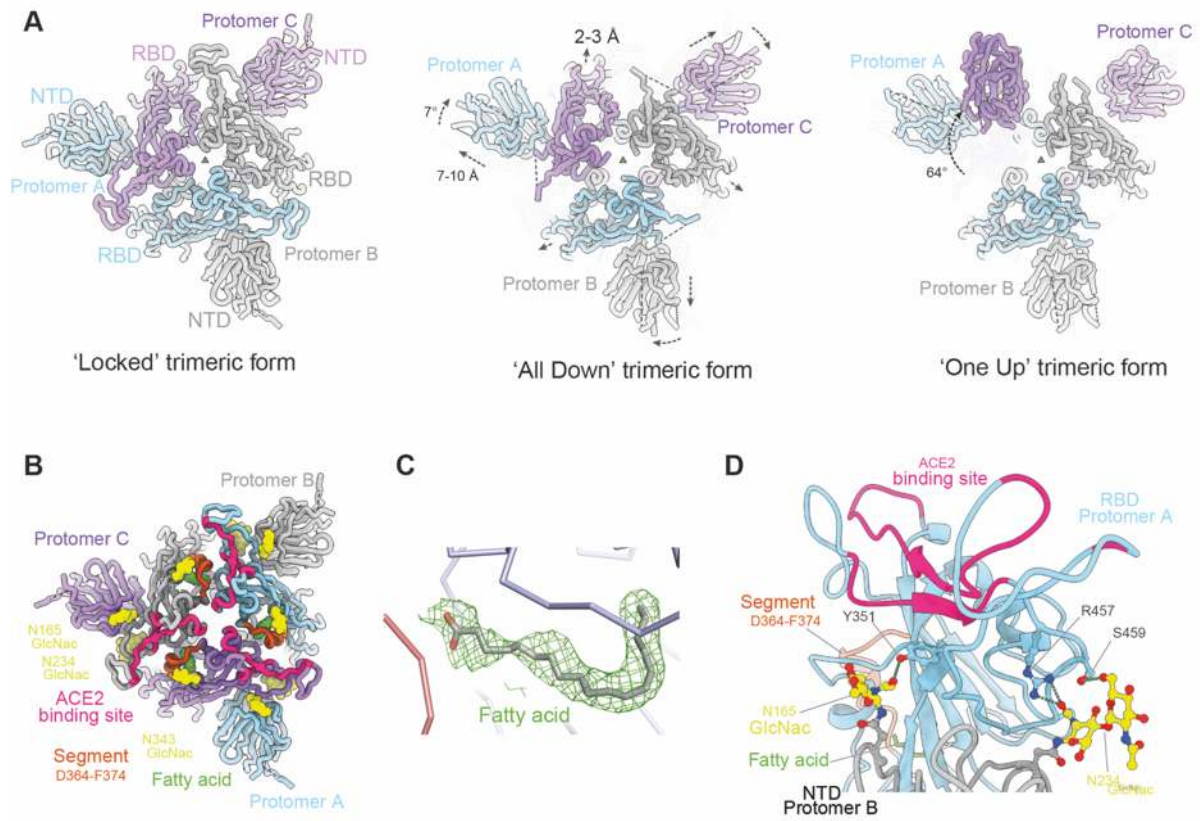 A
Protomer C
RBD
NTD
NTD
Protomer A
RBD
RBD
Protomer B
NTD
'Locked' trimeric form
2-3 Å
Protomer A
7°
7-10 Å
Protomer C
Protomer B
'All Down' trimeric form
Protomer C
Protomer A
64°
Protomer B
'One Up' trimeric form
B
Protomer B
Protomer C
N165
GlcNac
N234
GlcNac
ACE2
binding site
N343
GlcNac
Segment
D364-F374
Fatty acid
Protomer A
C
Fatty acid
D
ACE2
binding site
RBD
Protomer A
Segment
D364-F374
Y351
R457
S459
N165
GlcNac
Fatty acid
NTD
Protomer B
N234
GlcNac